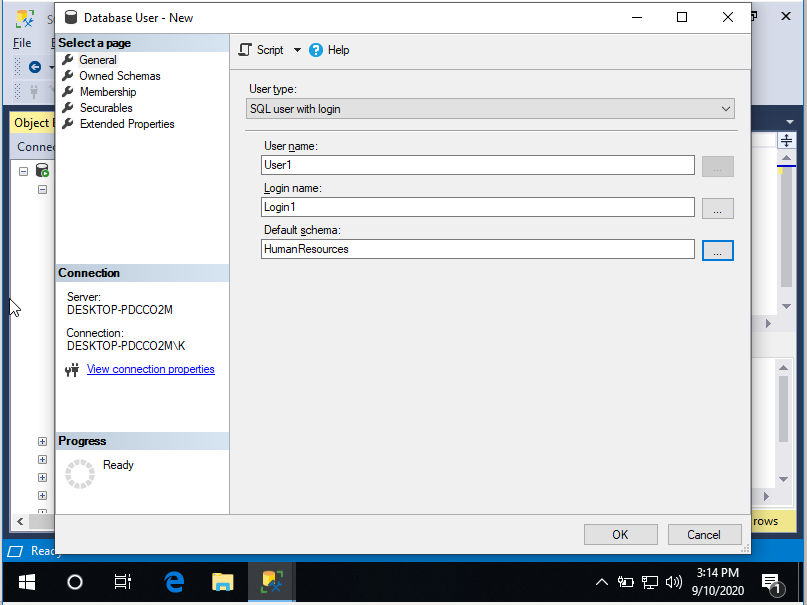 Database User - New
S
File
Select a page
General
Owned Schemas
Membership
Securables
Extended Properties
Script
Help
User type:
SQL user with login
User name:
User1
...
Login name:
Login1
...
Default schema:
HumanResources
...
Object
Conne
Connection
Server:
DESKTOP-PDCCO2M
Connection:
DESKTOP-PDCCO2M\K
View connection properties
Progress
Ready
OK
Cancel
rows
Ready
3:14 PM
9/10/2020
1